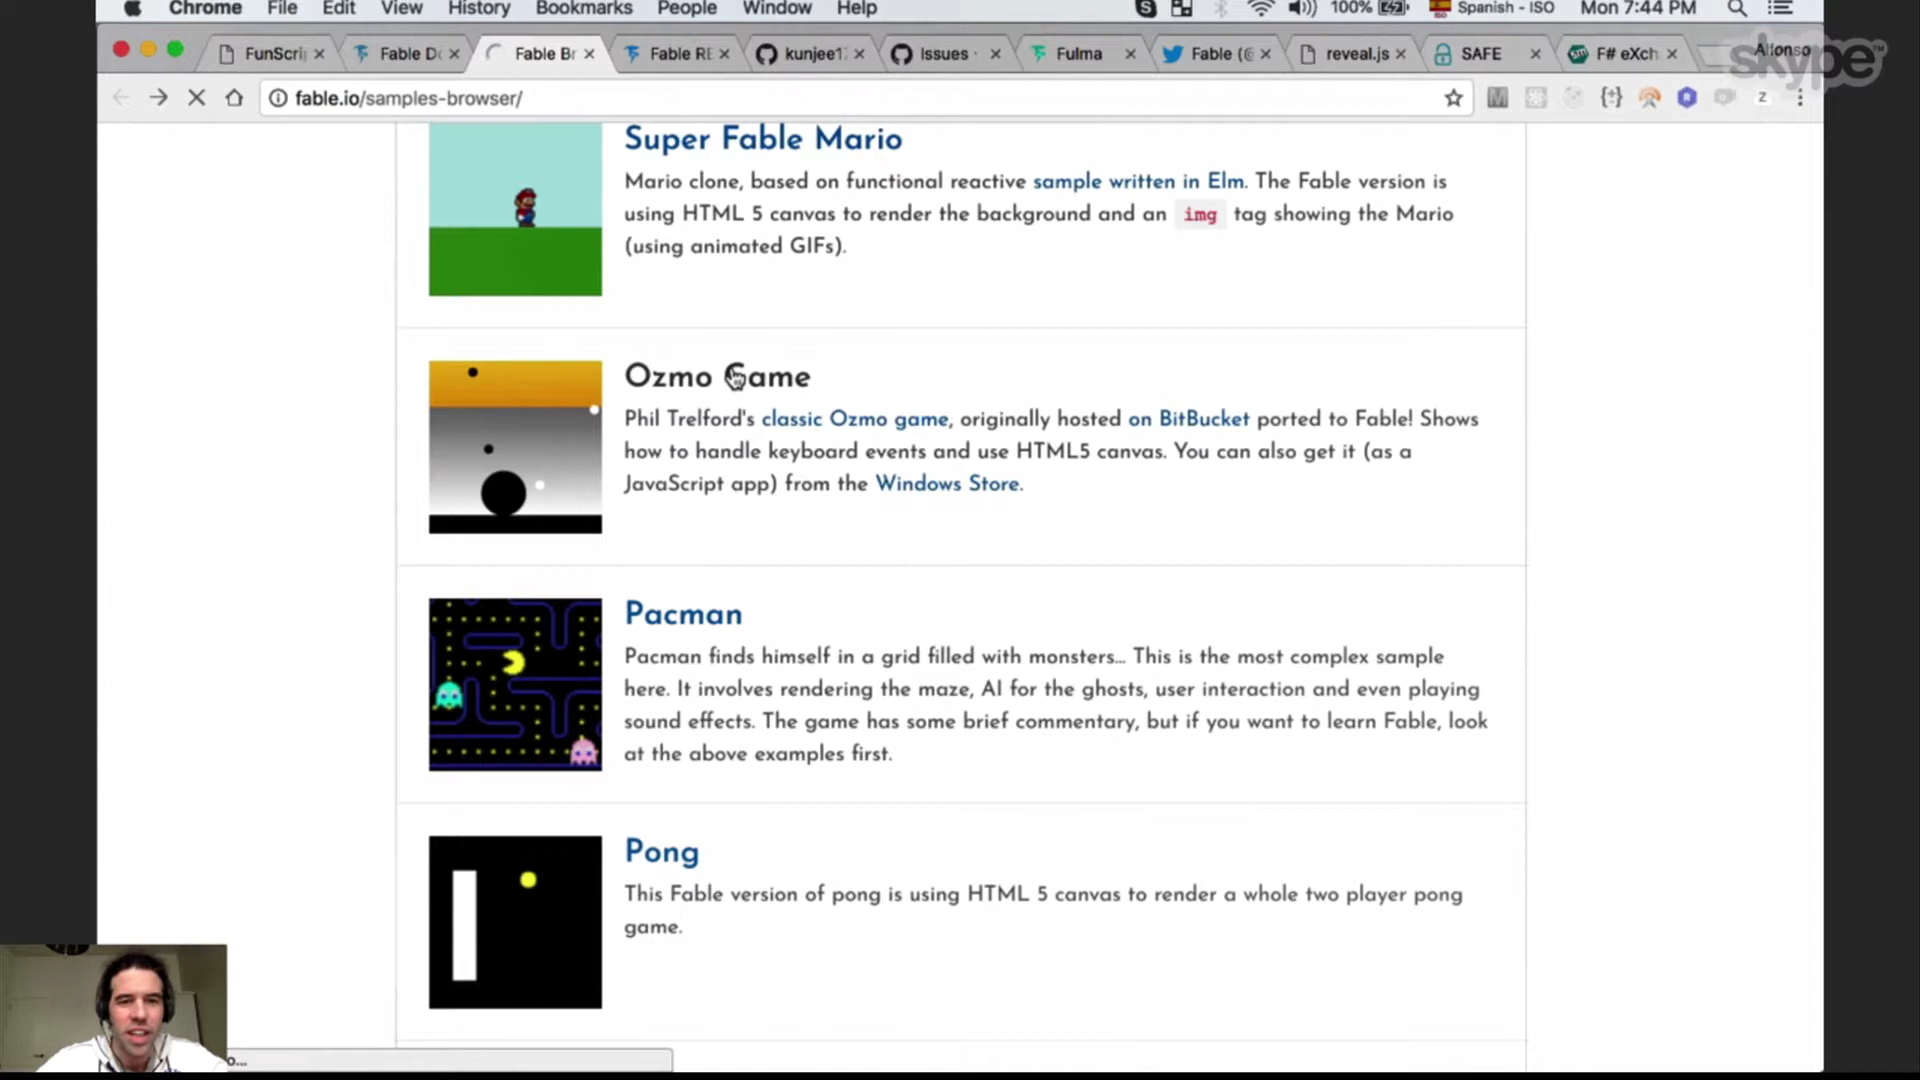 Chrome File Edit View History Bookmarks People Window Help 100% Spanish - ISO Mon 7:44 PM
FunScrip Fable Do Fable Br Fable RE kunjee1 Issues · Fulma Fable (@ reveal.js SAFE F# eXch Alfonso
skype™
fable.io/samples-browser/
Super Fable Mario
Mario clone, based on functional reactive sample written in Elm. The Fable version is
using HTML 5 canvas to render the background and an img tag showing the Mario
(using animated GIFs).
Ozmo Game
Phil Trelford's classic Ozmo game, originally hosted on BitBucket ported to Fable! Shows
how to handle keyboard events and use HTML5 canvas. You can also get it (as a
JavaScript app) from the Windows Store.
Pacman
Pacman finds himself in a grid filled with monsters... This is the most complex sample
here. It involves rendering the maze, AI for the ghosts, user interaction and even playing
sound effects. The game has some brief commentary, but if you want to learn Fable, look
at the above examples first.
Pong
This Fable version of pong is using HTML 5 canvas to render a whole two player pong
game.